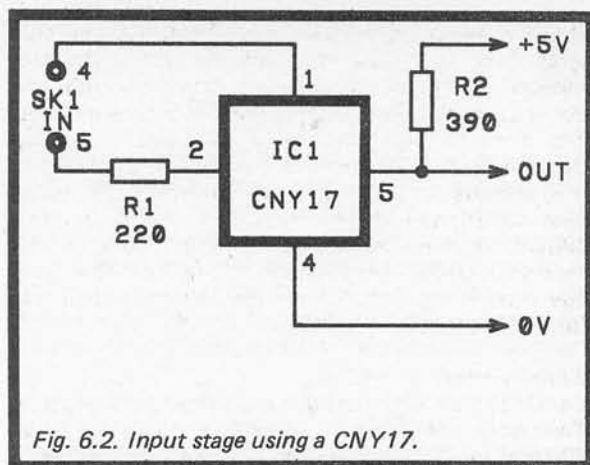 4
SK1
IN
5
R1
220
1
2
IC1
CNY17
5
4
+5V
R2
390
OUT
0V
Fig. 6.2. Input stage using a CNY17.